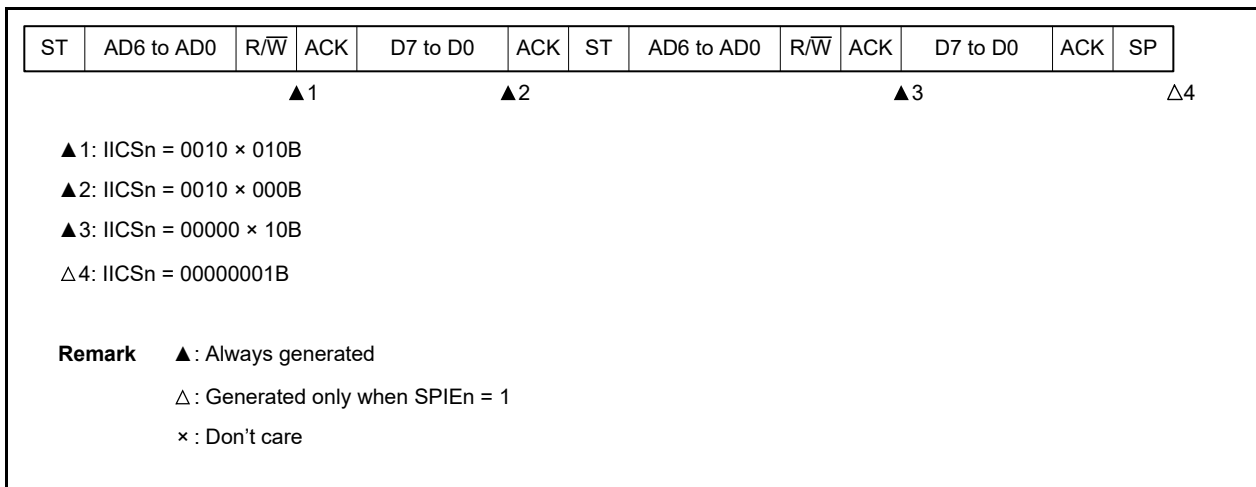 ST AD6 to AD0 R/W̅ ACK D7 to D0 ACK ST AD6 to AD0 R/W̅ ACK D7 to D0 ACK SP
▲1 ▲2 ▲3 △4
▲1: IICSn = 0010 × 010B
▲2: IICSn = 0010 × 000B
▲3: IICSn = 00000 × 10B
△4: IICSn = 00000001B
Remark ▲: Always generated
△: Generated only when SPIEn = 1
×: Don't care